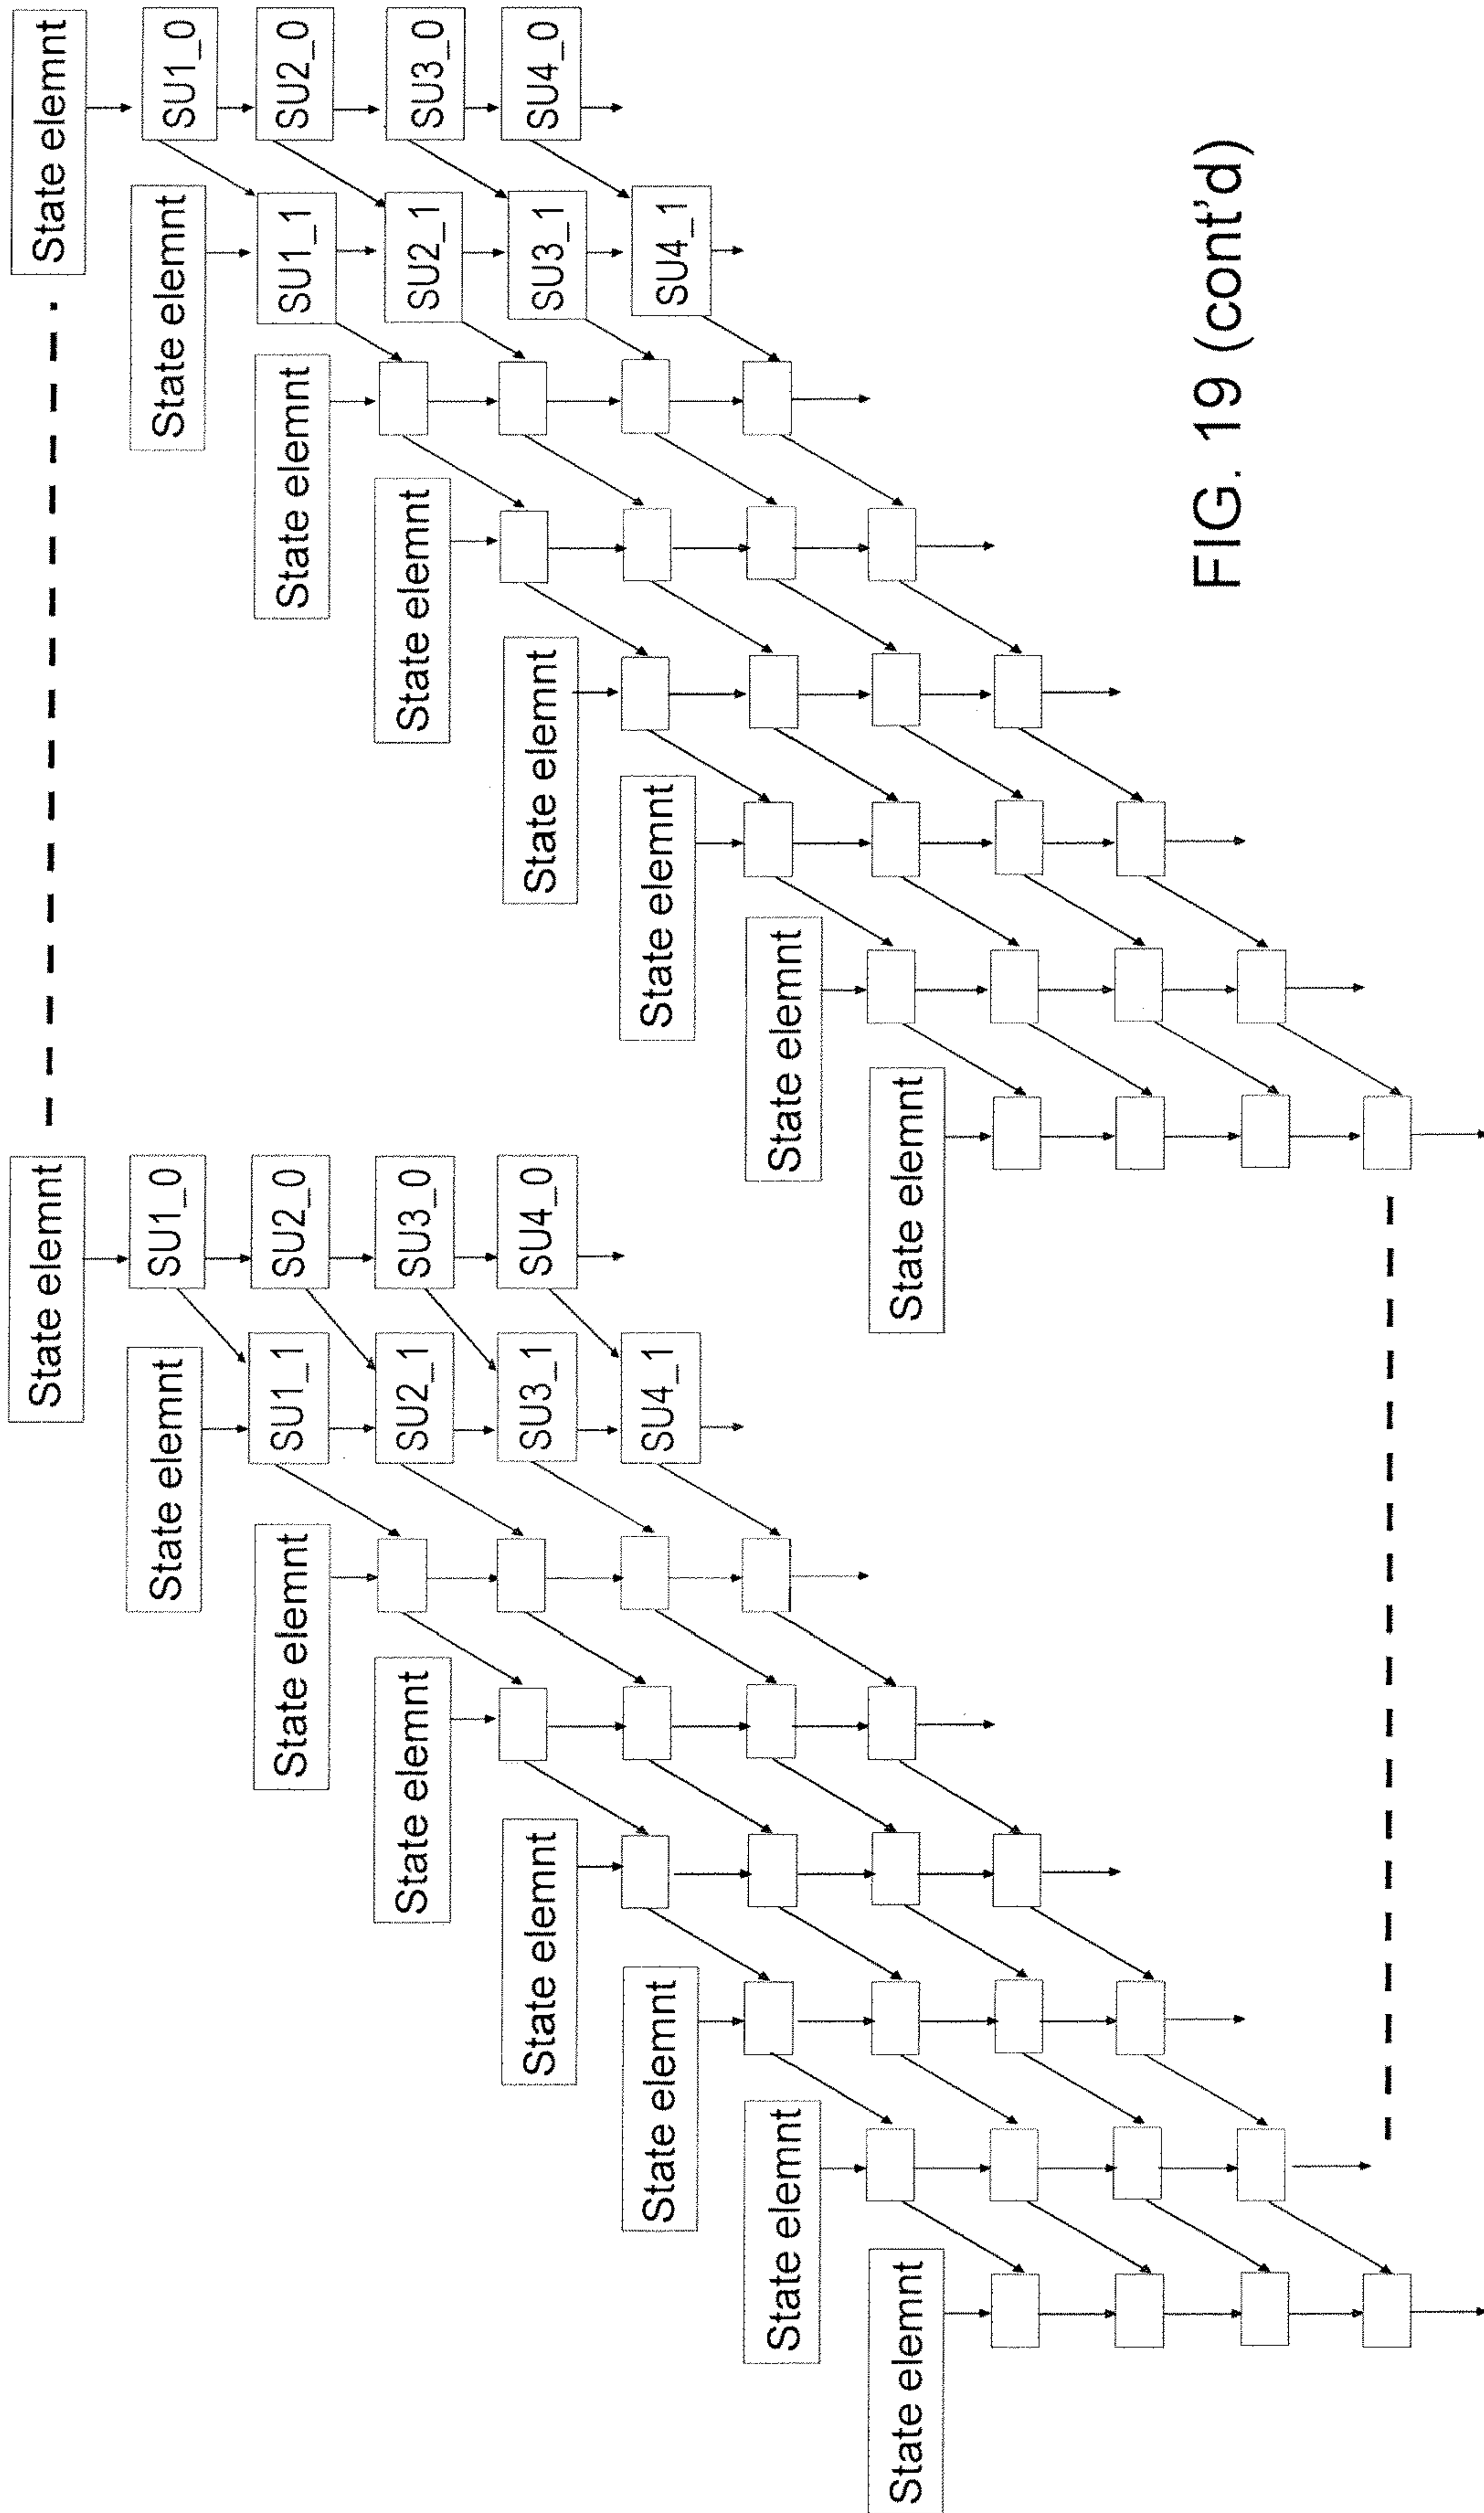 State elemnt
State elemnt
State elemnt
SU1_0
State elemnt
SU1_0
State elemnt
SU1_1
SU2_0
State elemnt
SU1_1
SU2_0
State elemnt
SU2_1
SU3_0
State elemnt
SU2_1
SU3_0
State elemnt
SU3_1
SU4_0
State elemnt
SU3_1
SU4_0
State elemnt
SU4_1
State elemnt
SU4_1
State elemnt
State elemnt
State elemnt
State elemnt
FIG. 19 (cont'd)